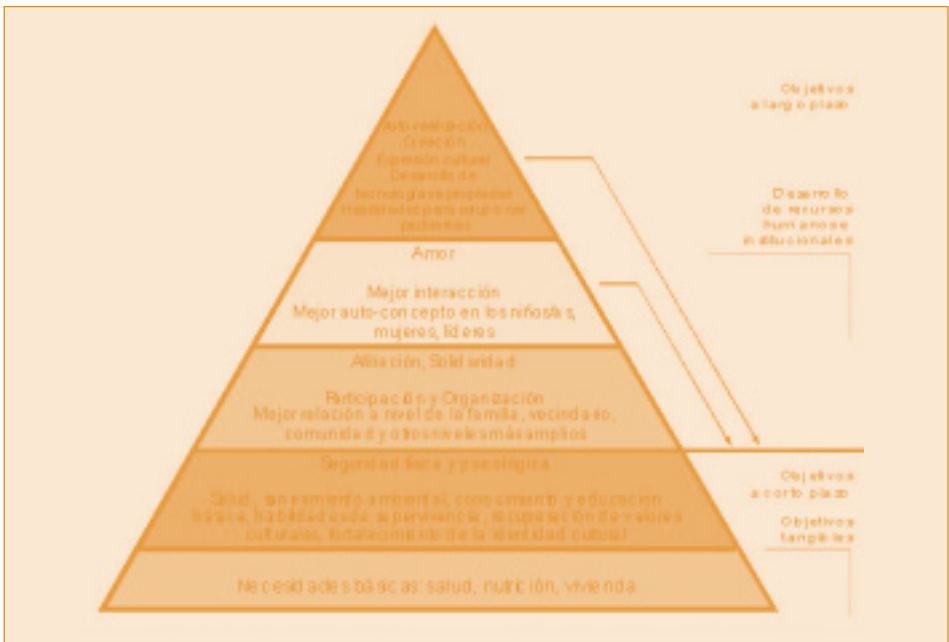 Auto realización
Creación
Expresión cultural
Desarrollo de
tecnologías apropiadas
para solucionar
problemas
Amor
Mejor interacción
Mejor auto-concepto en los niños/as,
mujeres, líderes
Afiliación, Solidaridad
Participación y Organización
Mejor relación a nivel de la familia, vecindario,
comunidad y otros niveles más amplios
Seguridad física y psicológica
Salud, saneamiento ambiental, conocimiento y educación
básica, habilidades de supervivencia, recuperación de valores
culturales, fortalecimiento de la identidad cultural
Necesidades básicas: salud, nutrición, vivienda
Objetivos
a largo plazo
Desarrollo
de recursos
humanos e
institucionales
Objetivos
a corto plazo
Objetivos
tangibles